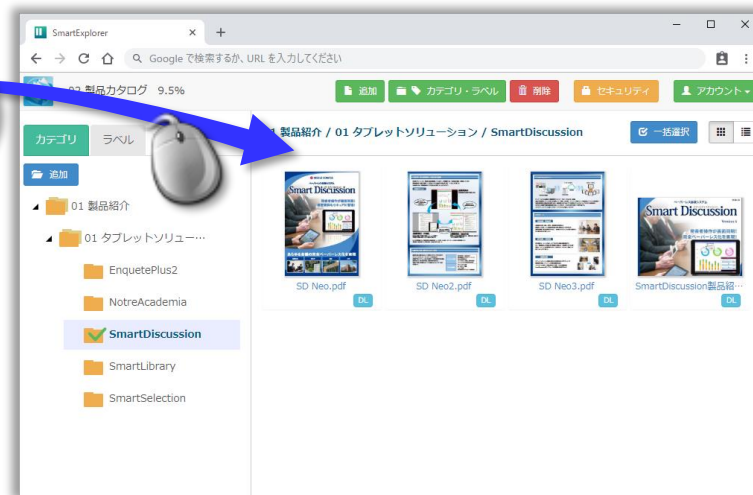 SmartExplorer
Google で検索するか、URL を入力してください
製品カタログ 9.5%
追加
カテゴリ・ラベル
削除
セキュリティ
アカウント
カテゴリ
ラベル
製品紹介 / 01 タブレットソリューション / SmartDiscussion
一括選択
追加
01 製品紹介
01 タブレットソリュー…
EnquetePlus2
NotreAcademia
SmartDiscussion
SmartLibrary
SmartSelection
Smart Discussion
Smart Discussion
SD Neo.pdf
SD Neo2.pdf
SD Neo3.pdf
SmartDiscussion製品紹…
DL
DL
DL
DL